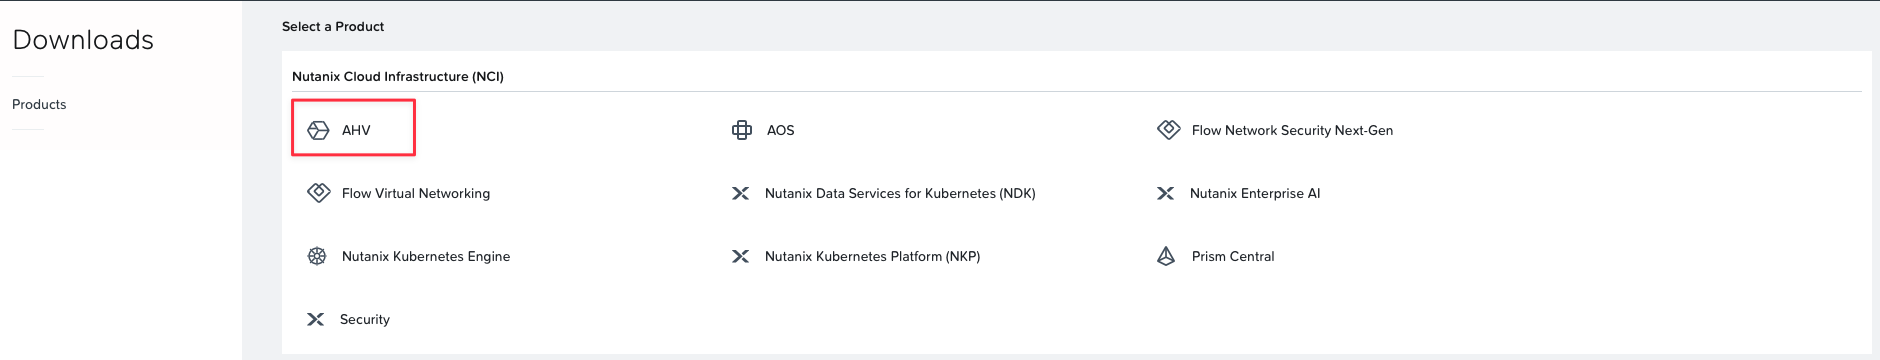 Downloads
Products
Select a Product
Nutanix Cloud Infrastructure (NCI)
AHV
AOS
Flow Network Security Next-Gen
Flow Virtual Networking
Nutanix Data Services for Kubernetes (NDK)
Nutanix Enterprise AI
Nutanix Kubernetes Engine
Nutanix Kubernetes Platform (NKP)
Prism Central
Security